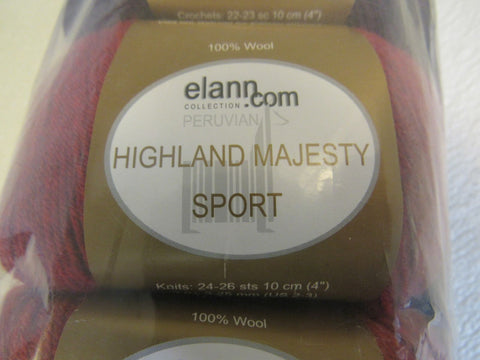 Crochets: 22-23 sc 10 cm (4")
100% Wool
elann.com
COLLECTION
PERUVIAN
HIGHLAND MAJESTY
SPORT
Knits: 24-26 sts 10 cm (4")
100% Wool